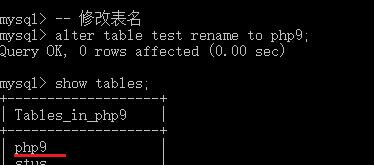 mysql> -- 修改表名
mysql> alter table test rename to php9;
Query OK, 0 rows affected (0.00 sec)
mysql> show tables;
+------------------+
| Tables_in_php9   |
+------------------+
| php9             |
| stus             |